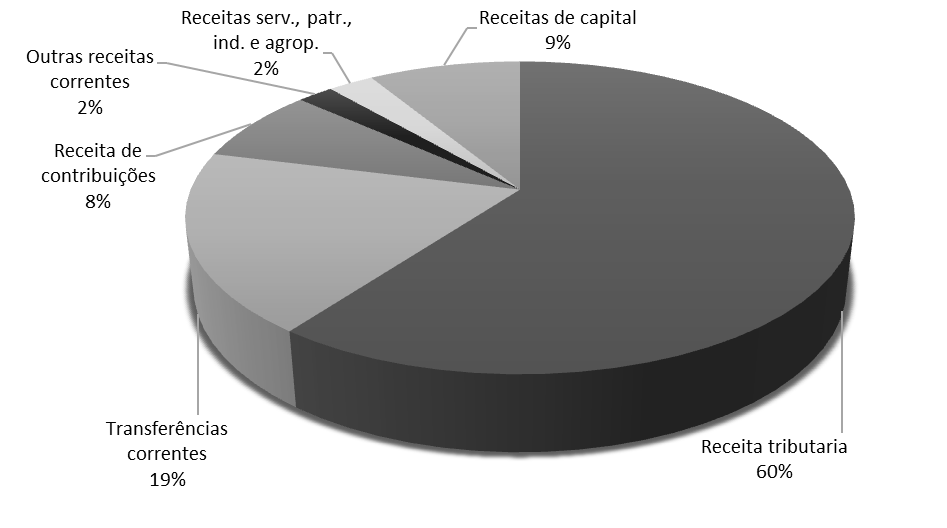 Receitas serv., patr.,
ind. e agrop.
2%
Receitas de capital
9%
Outras receitas
correntes
2%
Receita de
contribuições
8%
Transferências
correntes
19%
Receita tributaria
60%